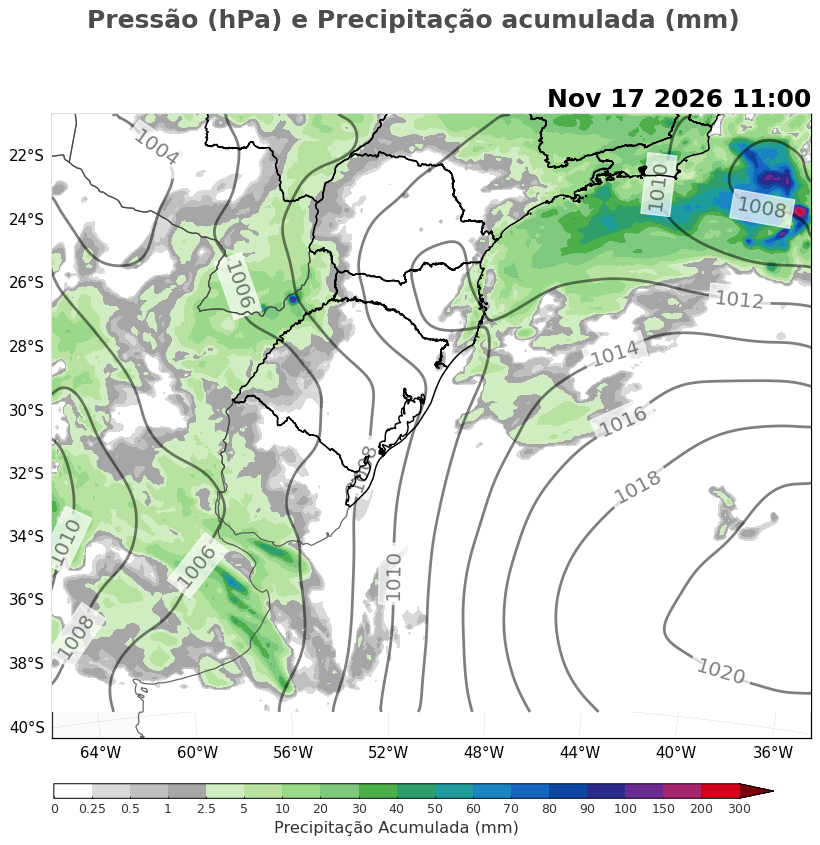 Pressão (hPa) e Precipitação acumulada (mm)
Nov 17 2026 11:00
22°S
24°S
26°S
28°S
30°S
32°S
34°S
36°S
38°S
40°S
1004
1010
1008
1006
1012
1014
1016
1008
1018
1010
1006
1010
1008
1020
64°W 60°W 56°W 52°W 48°W 44°W 40°W 36°W
0 0.25 0.5 1 2.5 5 10 20 30 40 50 60 70 80 90 100 150 200 300
Precipitação Acumulada (mm)